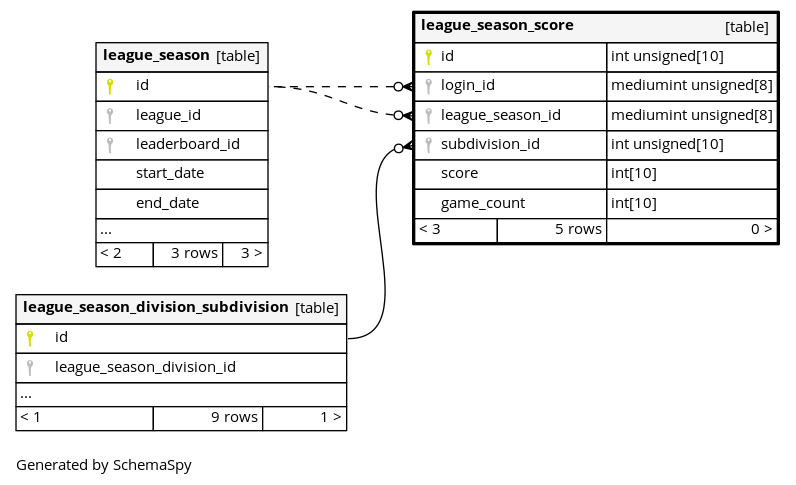 league_season [table]
id
league_id
leaderboard_id
start_date
end_date
...
< 2 3 rows 3 >
league_season_score [table]
id int unsigned[10]
login_id mediumint unsigned[8]
league_season_id mediumint unsigned[8]
subdivision_id int unsigned[10]
score int[10]
game_count int[10]
< 3 5 rows 0 >
league_season_division_subdivision [table]
id
league_season_division_id
...
< 1 9 rows 1 >
Generated by SchemaSpy